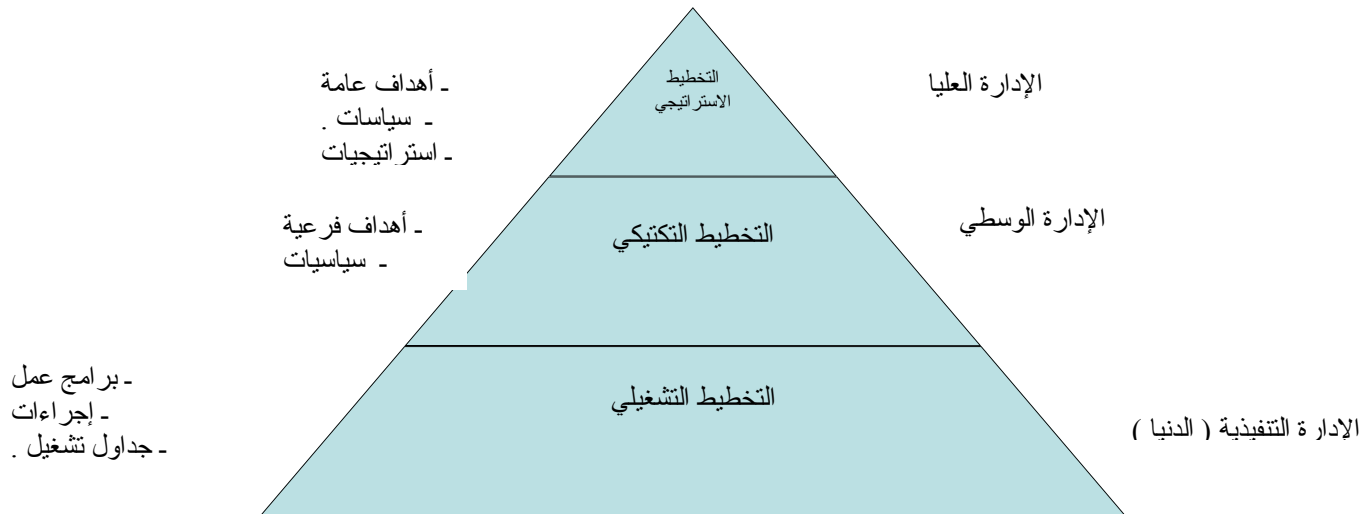 الإدارة العليا
التخطيط
الاستراتيجي
ـ أهداف عامة
ـ سياسات .
ـ استراتيجيات
الإدارة الوسطي
التخطيط التكتيكي
ـ أهداف فرعية
ـ سياسيات
الإدارة التنفيذية ( الدنيا )
التخطيط التشغيلي
ـ برامج عمل
ـ إجراءات
ـ جداول تشغيل .